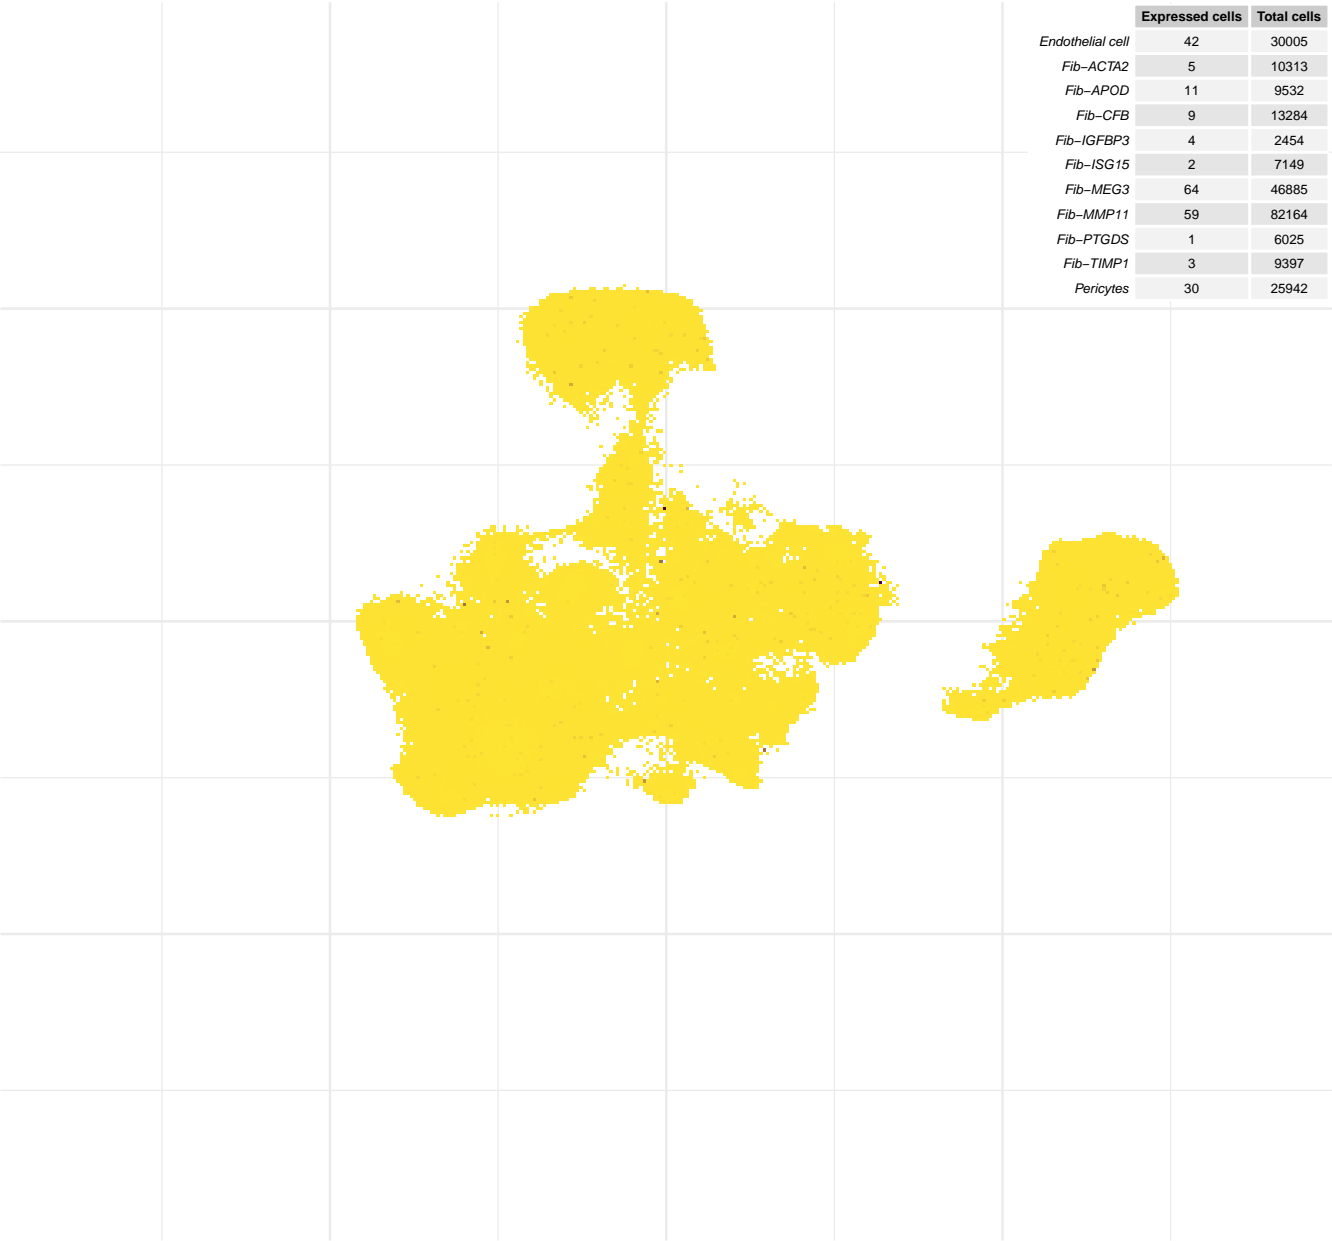 Expressed cells Total cells
Endothelial cell 42 30005
Fib−ACTA2 5 10313
Fib−APOD 11 9532
Fib−CFB 9 13284
Fib−IGFBP3 4 2454
Fib−ISG15 2 7149
Fib−MEG3 64 46885
Fib−MMP11 59 82164
Fib−PTGDS 1 6025
Fib−TIMP1 3 9397
Pericytes 30 25942